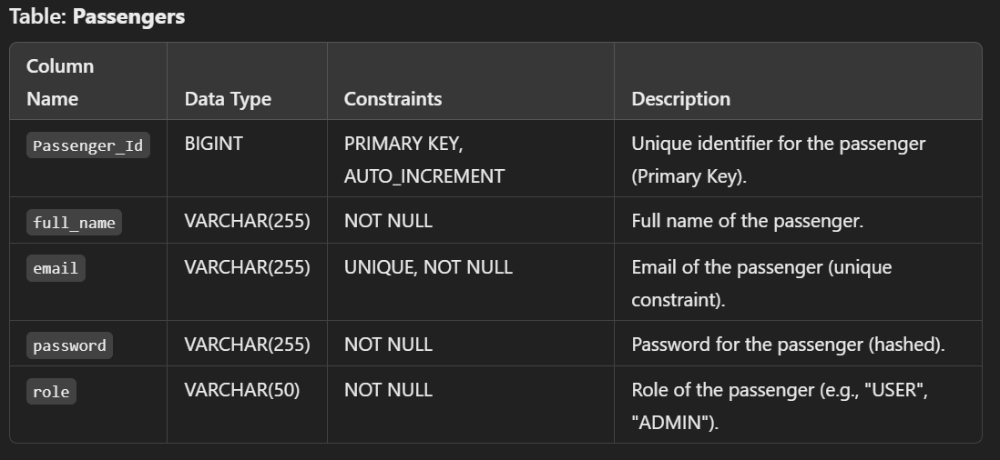 Table: Passengers
Column Name Data Type Constraints Description
Passenger_Id BIGINT PRIMARY KEY, AUTO_INCREMENT Unique identifier for the passenger (Primary Key).
full_name VARCHAR(255) NOT NULL Full name of the passenger.
email VARCHAR(255) UNIQUE, NOT NULL Email of the passenger (unique constraint).
password VARCHAR(255) NOT NULL Password for the passenger (hashed).
role VARCHAR(50) NOT NULL Role of the passenger (e.g., "USER", "ADMIN").